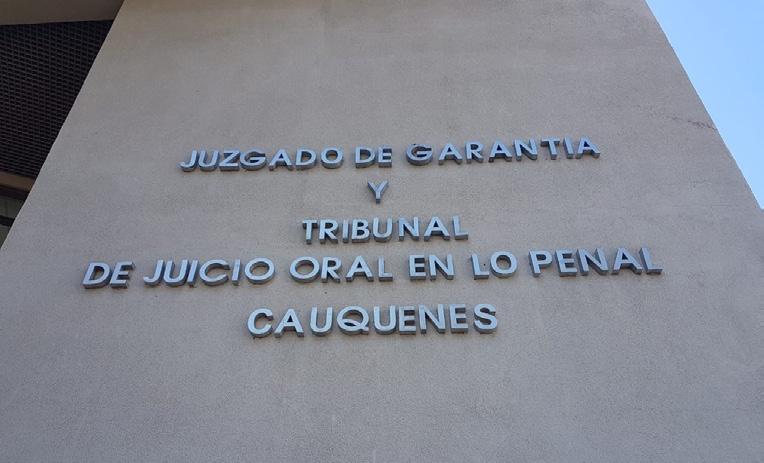 JUZGADO DE GARANTIA
Y
TRIBUNAL
DE JUICIO ORAL EN LO PENAL
CAUQUENES